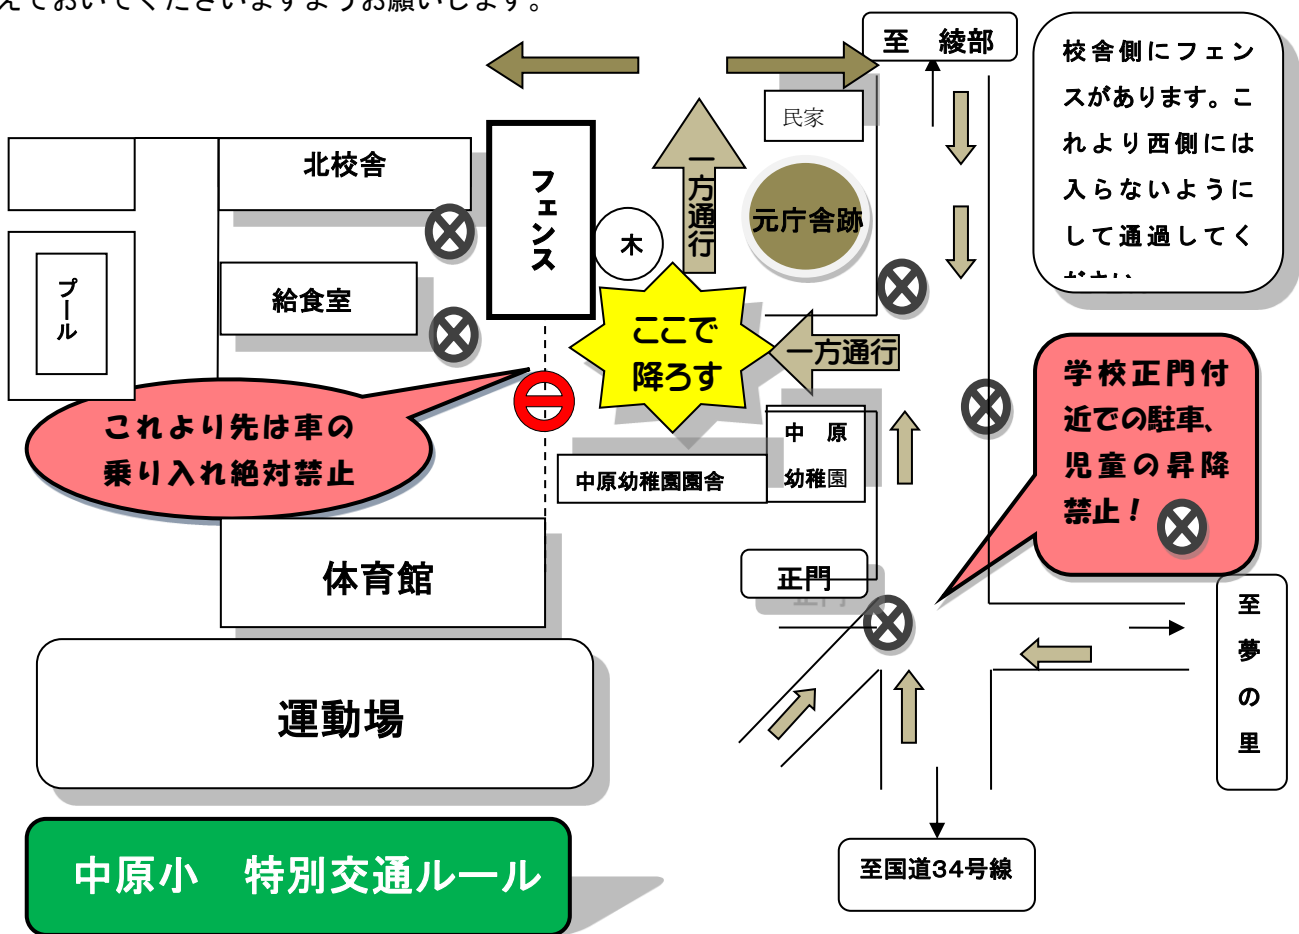 えておいてくださいますようお願いします。
至　綾部
校舎側にフェン
スがあります。こ
れより西側には
入らないように
して通過してく
ださい
民家
北校舎
フェンス
一方通行
元庁舎跡
木
プール
給食室
ここで
降ろす
一方通行
学校正門付
近での駐車、
児童の昇降
禁止！
これより先は車の
乗り入れ絶対禁止
中　原
幼稚園
中原幼稚園園舎
体育館
正門
至夢の里
運動場
中原小　特別交通ルール
至国道34号線